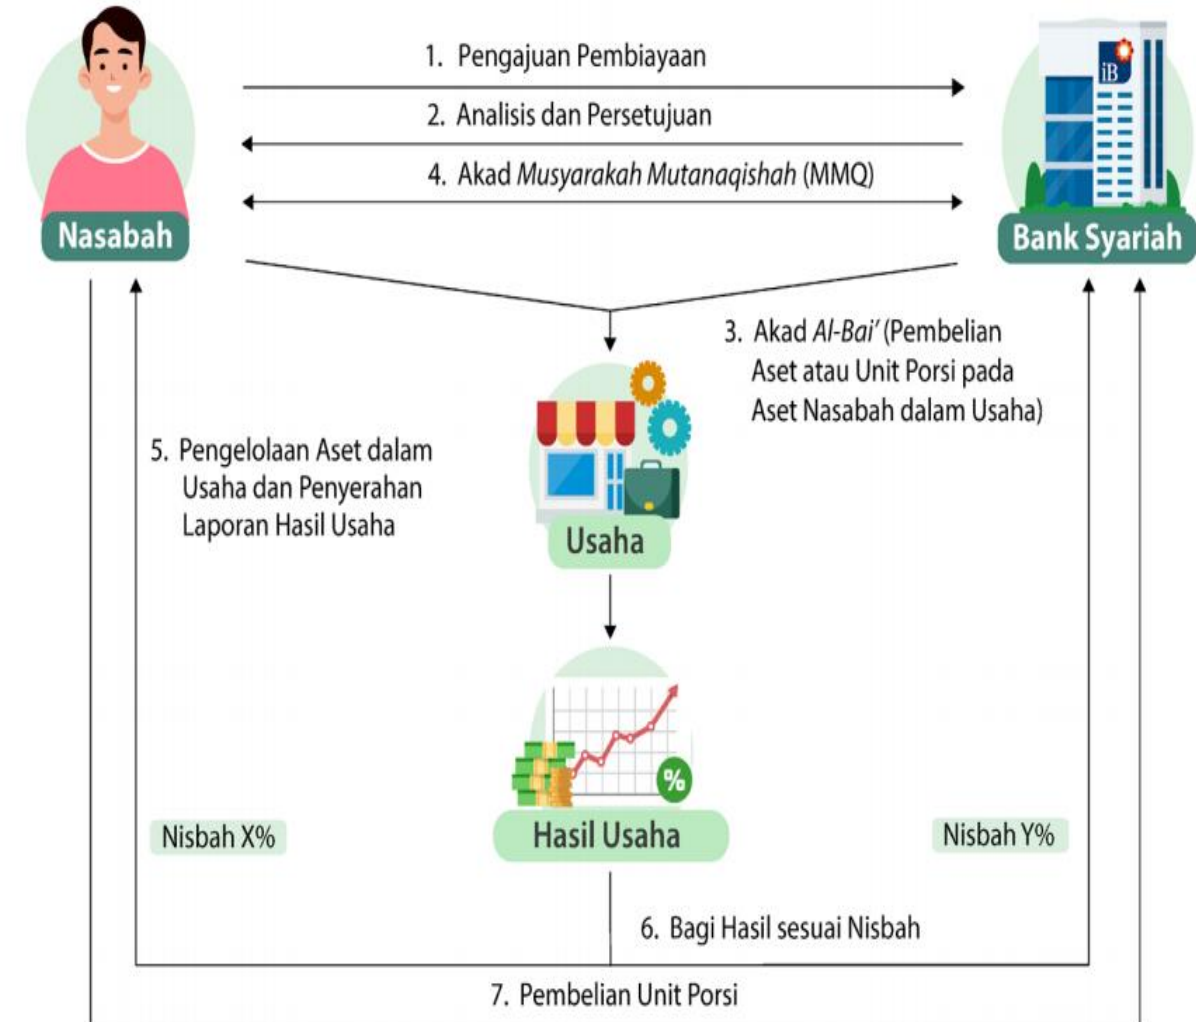 1. Pengajuan Pembiayaan
iB
2. Analisis dan Persetujuan
4. Akad Musyarakah Mutanaqishah (MMQ)
Nasabah
Bank Syariah
3. Akad Al-Bai' (Pembelian
Aset atau Unit Porsi pada
Aset Nasabah dalam Usaha)
5. Pengelolaan Aset dalam
Usaha dan Penyerahan
Laporan Hasil Usaha
Usaha
%
Hasil Usaha
Nisbah X%
Nisbah Y%
6. Bagi Hasil sesuai Nisbah
7. Pembelian Unit Porsi